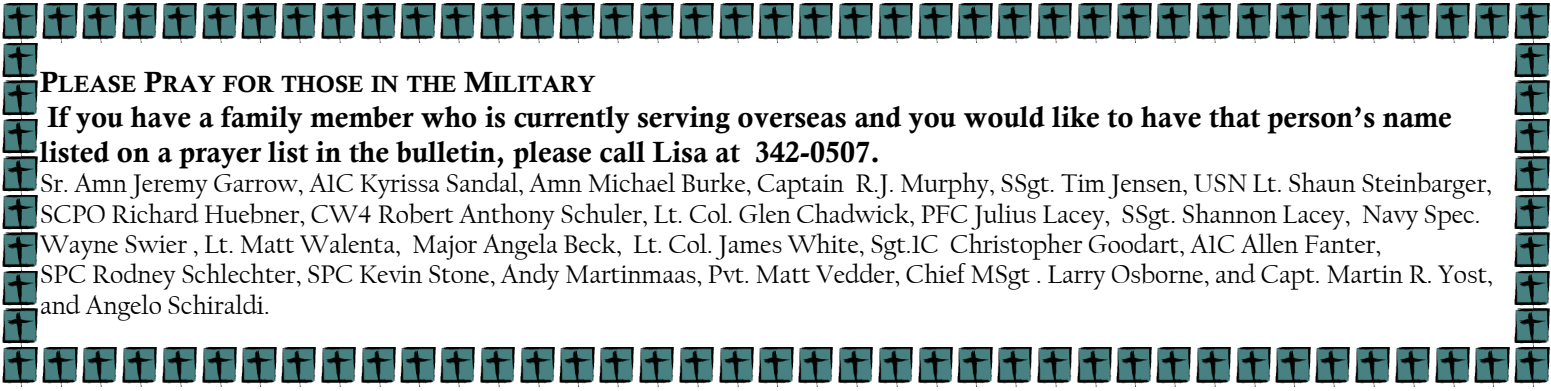 PLEASE PRAY FOR THOSE IN THE MILITARY
If you have a family member who is currently serving overseas and you would like to have that person's name
listed on a prayer list in the bulletin, please call Lisa at 342-0507.
Sr. Amn Jeremy Garrow, A1C Kyrissa Sandal, Amn Michael Burke, Captain R.J. Murphy, SSgt. Tim Jensen, USN Lt. Shaun Steinbarger,
SCPO Richard Huebner, CW4 Robert Anthony Schuler, Lt. Col. Glen Chadwick, PFC Julius Lacey, SSgt. Shannon Lacey, Navy Spec.
Wayne Swier , Lt. Matt Walenta, Major Angela Beck, Lt. Col. James White, Sgt.1C Christopher Goodart, A1C Allen Fanter,
SPC Rodney Schlechter, SPC Kevin Stone, Andy Martinmaas, Pvt. Matt Vedder, Chief MSgt . Larry Osborne, and Capt. Martin R. Yost,
and Angelo Schiraldi.